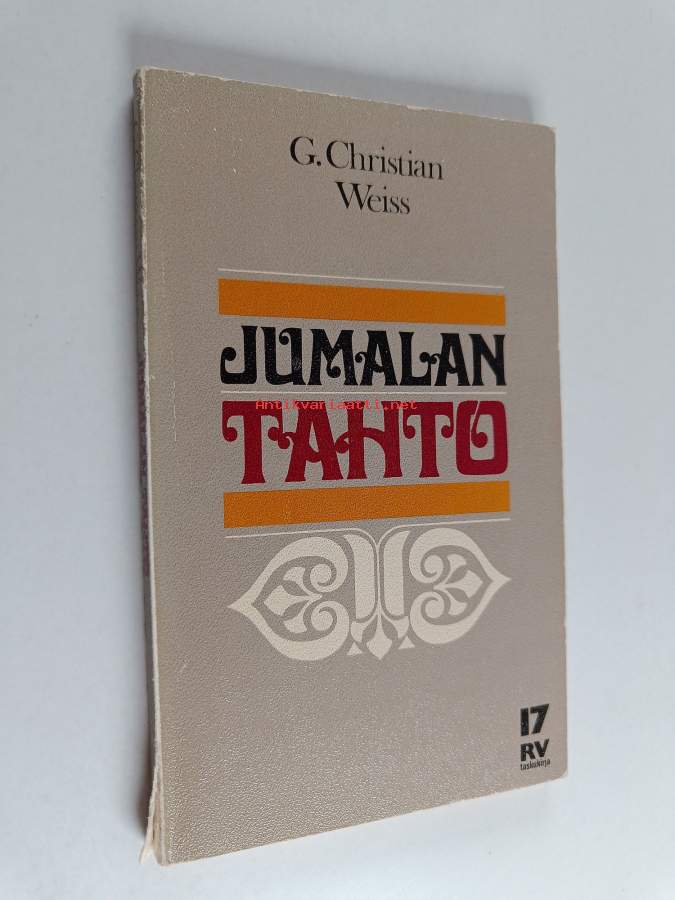 G. Christian
Weiss
JUMALAN
Antikvariaatti.net
TAHTO
17
RV
taskukirja